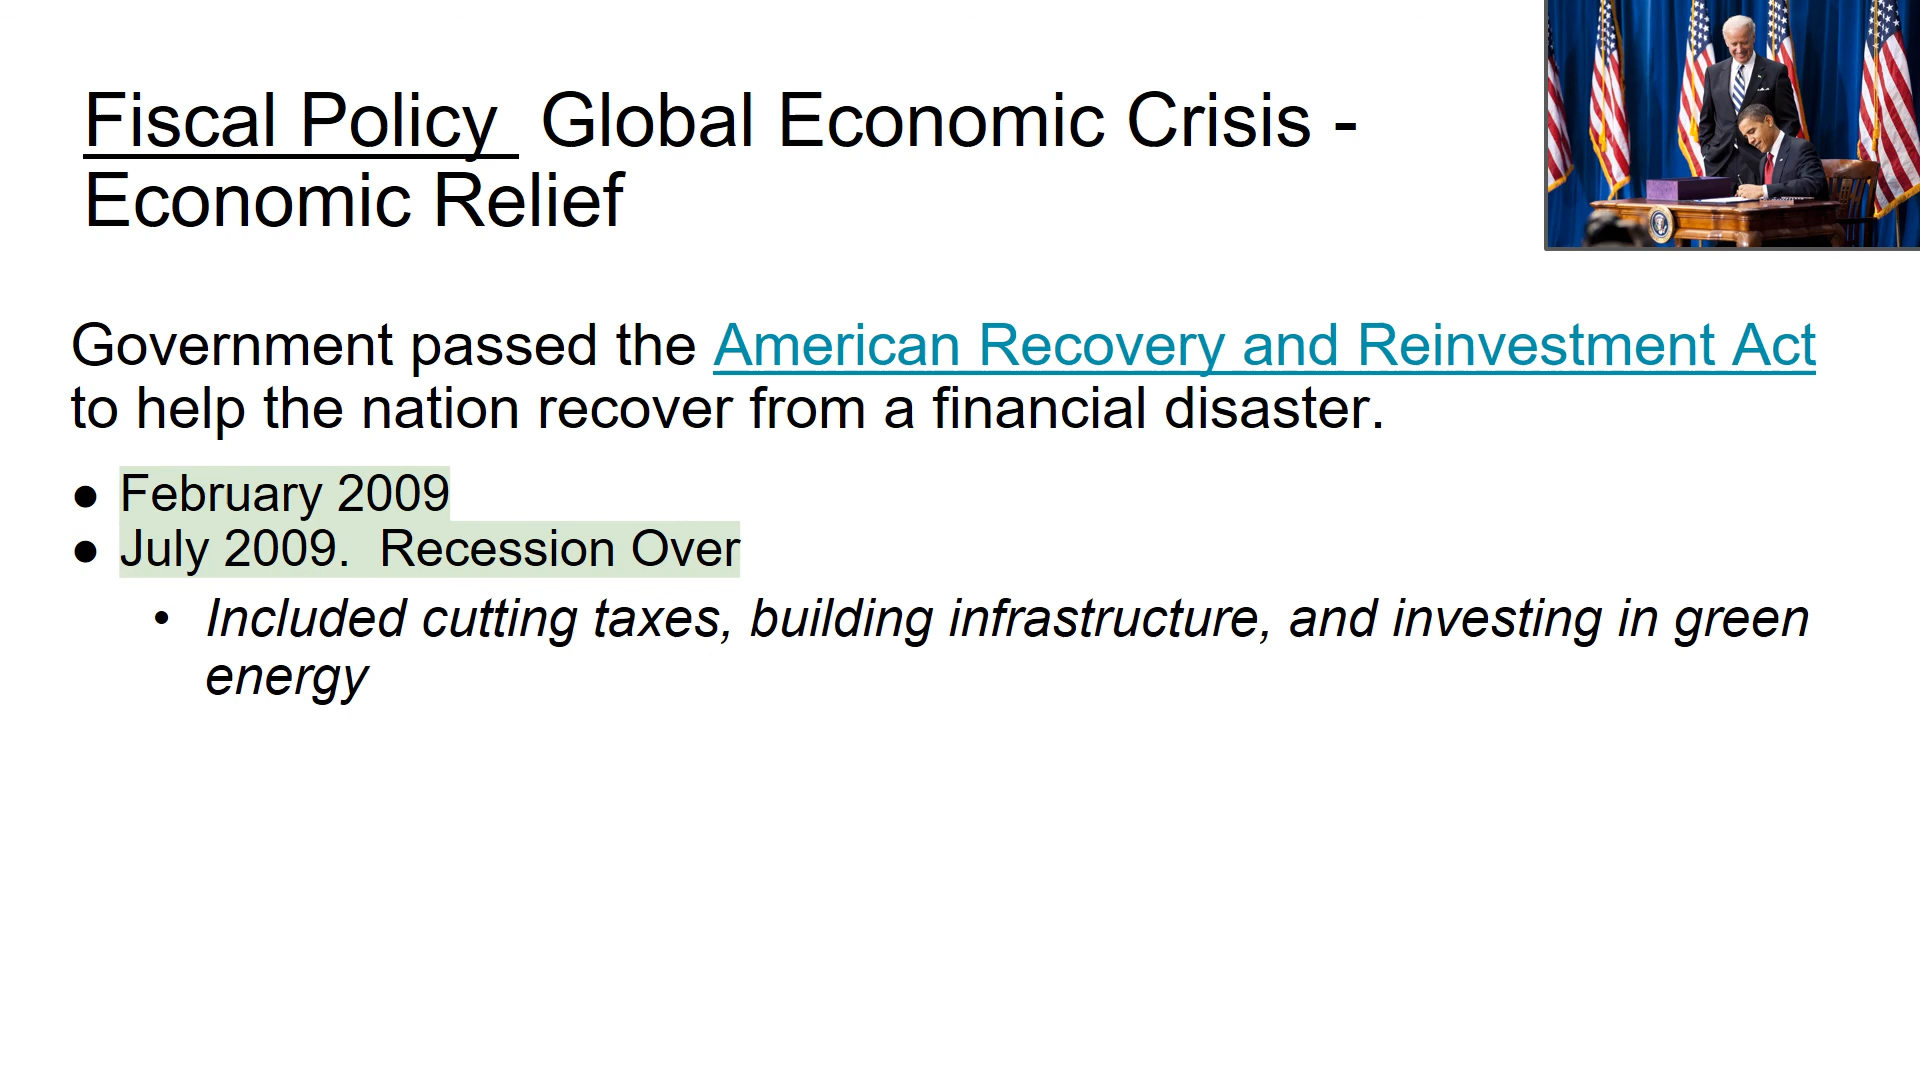 Fiscal Policy  Global Economic Crisis -
Economic Relief
Government passed the American Recovery and Reinvestment Act
to help the nation recover from a financial disaster.
● February 2009
● July 2009.  Recession Over
• Included cutting taxes, building infrastructure, and investing in green
energy